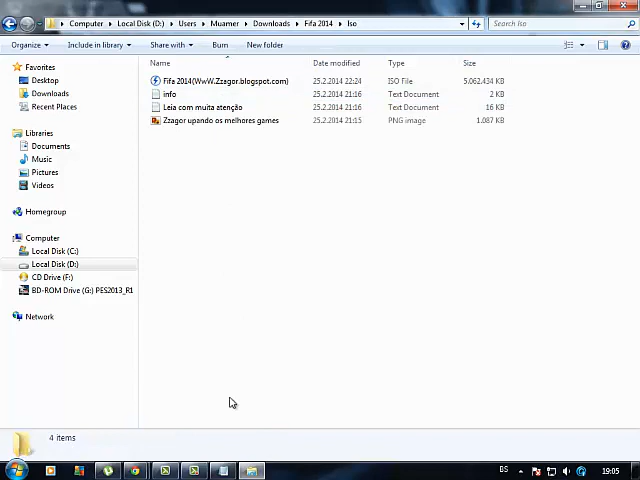 Computer ▸ Local Disk (D:) ▸ Users ▸ Muamer ▸ Downloads ▸ Fifa 2014 ▸ Iso
Search Iso
Organize Include in library Share with Burn New folder
Name Date modified Type Size
Fifa 2014(WwW.Zzagor.blogspot.com) 25.2.2014 22:24 ISO File 5.062.434 KB
info 25.2.2014 21:16 Text Document 2 KB
Leia com muita atenção 25.2.2014 21:16 Text Document 16 KB
Zzagor upando os melhores games 25.2.2014 21:15 PNG image 1.087 KB
Favorites
Desktop
Downloads
Recent Places
Libraries
Documents
Music
Pictures
Videos
Homegroup
Computer
Local Disk (C:)
Local Disk (D:)
CD Drive (F:)
BD-ROM Drive (G:) PES2013_R1
Network
4 items
BS
19:05